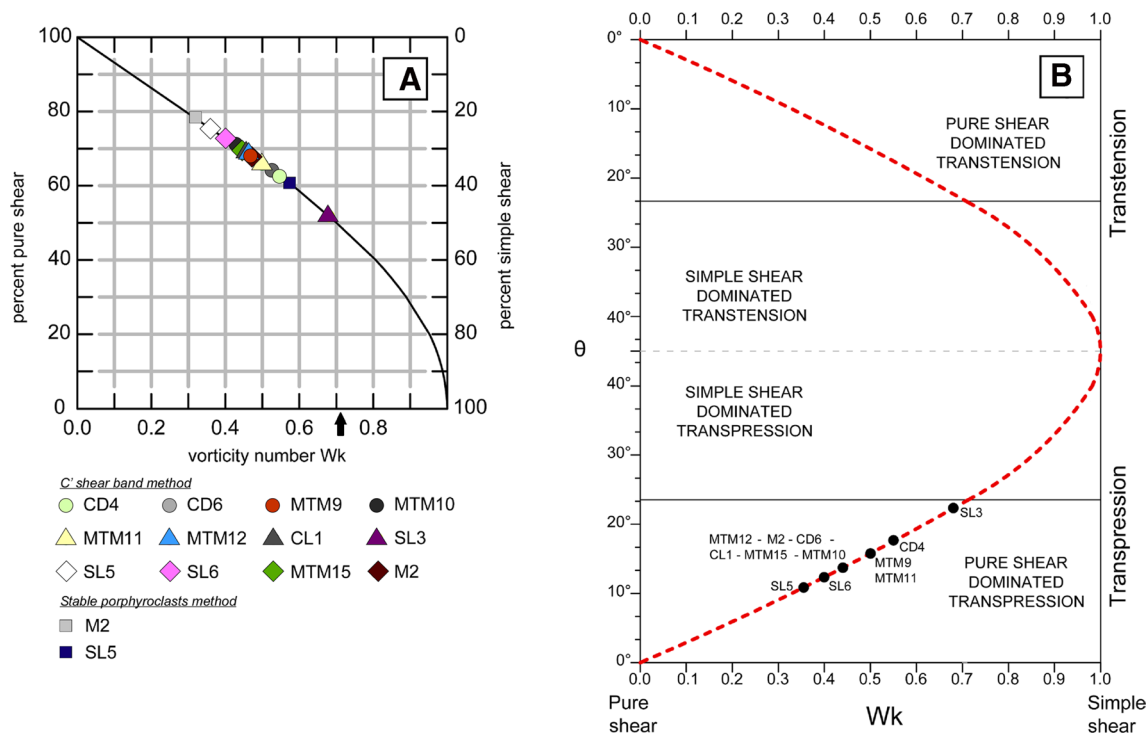 A
100
80
60
40
20
0
percent pure shear
0
20
40
60
80
100
percent simple shear
0.0
0.2
0.4
0.6
0.8
vorticity number Wk
C' shear band method
CD4
CD6
MTM9
MTM10
MTM11
MTM12
CL1
SL3
SL5
SL6
MTM15
M2
Stable porphyroclasts method
M2
SL5
B
0.0
0.1
0.2
0.3
0.4
0.5
0.6
0.7
0.8
0.9
1.0
0°
10°
20°
30°
40°
θ
40°
30°
20°
10°
0°
PURE SHEAR
DOMINATED
TRANSTENSION
SIMPLE SHEAR
DOMINATED
TRANSTENSION
SIMPLE SHEAR
DOMINATED
TRANSPRESSION
PURE SHEAR
DOMINATED
TRANSPRESSION
Transtension
Transpression
SL3
MTM12 - M2 - CD6 -
CL1 - MTM15 - MTM10
CD4
MTM9
MTM11
SL5
SL6
0.0
0.1
0.2
0.3
0.4
0.5
0.6
0.7
0.8
0.9
1.0
Pure
shear
Wk
Simple
shear